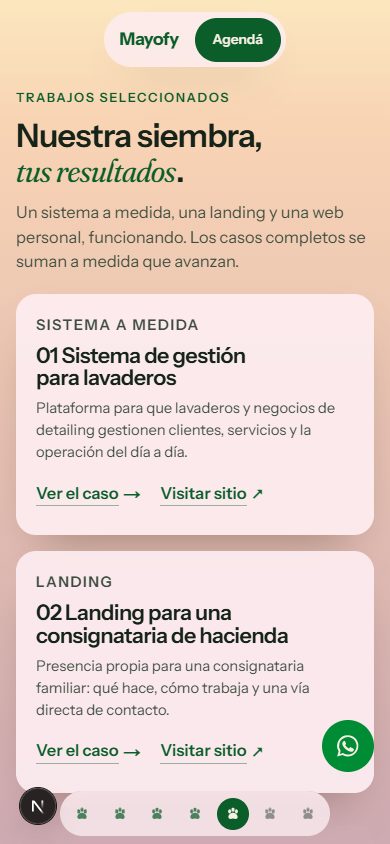 Mayofy
Agendá
TRABAJOS SELECCIONADOS
Nuestra siembra,
tus resultados.
Un sistema a medida, una landing y una web
personal, funcionando. Los casos completos se
suman a medida que avanzan.
SISTEMA A MEDIDA
01 Sistema de gestión
para lavaderos
Plataforma para que lavaderos y negocios de
detailing gestionen clientes, servicios y la
operación del día a día.
Ver el caso → Visitar sitio ↗
LANDING
02 Landing para una
consignataria de hacienda
Presencia propia para una consignataria
familiar: qué hace, cómo trabaja y una vía
directa de contacto.
Ver el caso → Visitar sitio ↗
N